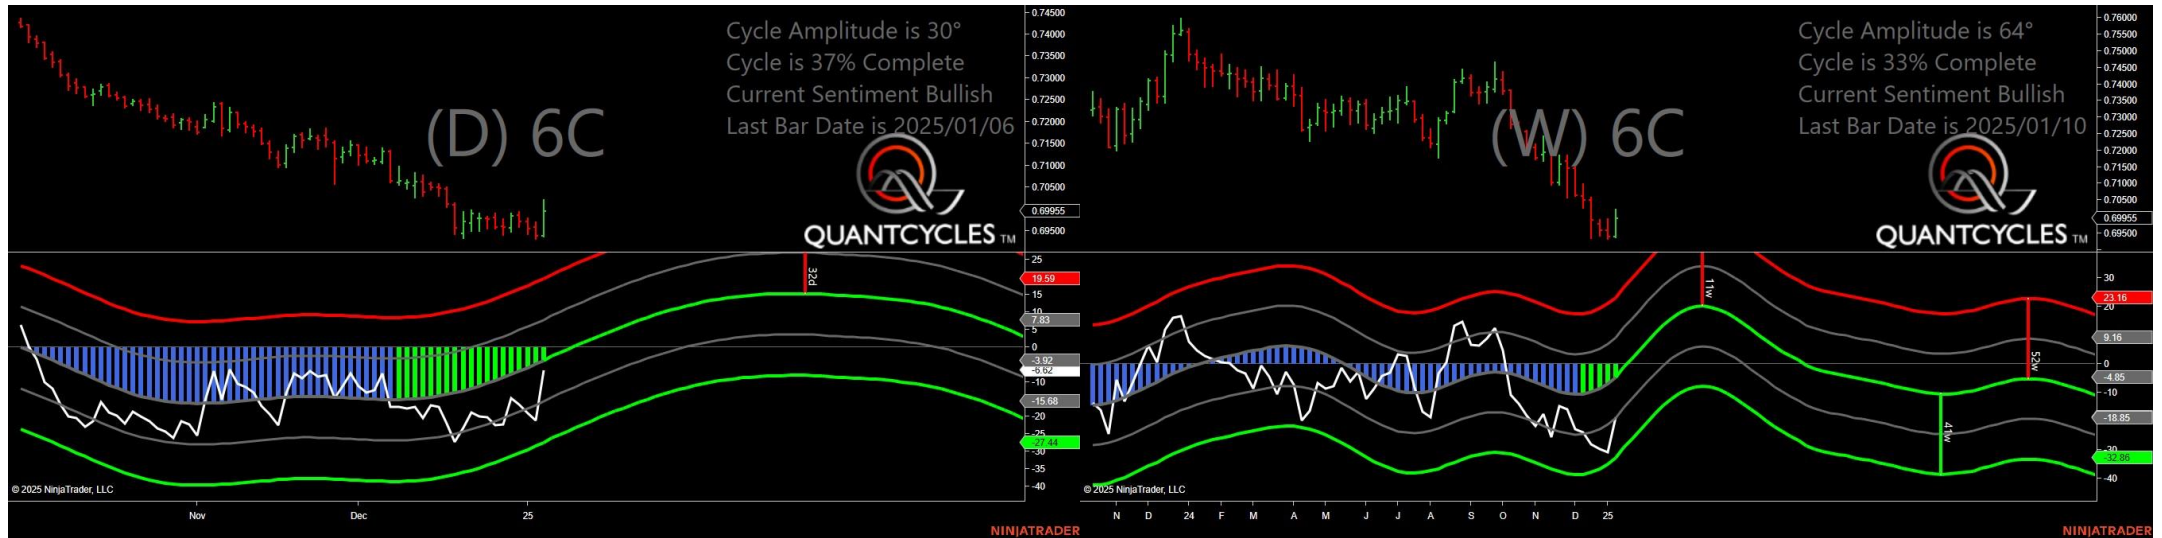 Cycle Amplitude is 30°
Cycle is 37% Complete
Current Sentiment Bullish
Last Bar Date is 2025/01/06
(D) 6C
QUANTCYCLES TM
0.74500
0.74000
0.73500
0.73000
0.72500
0.72000
0.71500
0.71000
0.70500
0.69955
0.69500
32d
25
19.59
15
7.83
5
0
-3.92
-6.62
-10
-15.68
-20
-25
-27.44
-30
-35
-40
© 2025 NinjaTrader, LLC
Nov
Dec
25
NINJATRADER
Cycle Amplitude is 64°
Cycle is 33% Complete
Current Sentiment Bullish
Last Bar Date is 2025/01/10
(W) 6C
QUANTCYCLES TM
0.76000
0.75500
0.75000
0.74500
0.74000
0.73500
0.73000
0.72500
0.72000
0.71500
0.71000
0.70500
0.69955
0.69500
11w
52w
41w
30
23.16
20
9.16
0
-4.85
-10
-18.85
-30
-32.86
-40
© 2025 NinjaTrader, LLC
N D 24 F M A M J J A S O N D 25
NINJATRADER